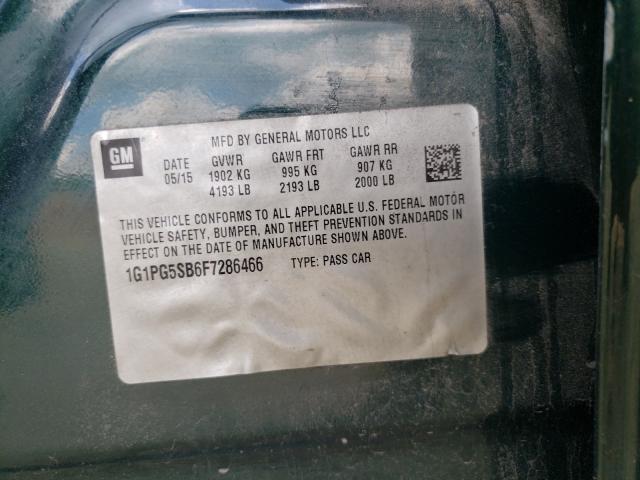 GM
MFD BY GENERAL MOTORS LLC
DATE GVWR GAWR FRT GAWR RR
05/15 1902 KG 995 KG 907 KG
4193 LB 2193 LB 2000 LB
THIS VEHICLE CONFORMS TO ALL APPLICABLE U.S. FEDERAL MOTOR
VEHICLE SAFETY, BUMPER, AND THEFT PREVENTION STANDARDS IN
EFFECT ON THE DATE OF MANUFACTURE SHOWN ABOVE.
1G1PG5SB6F7286466 TYPE: PASS CAR